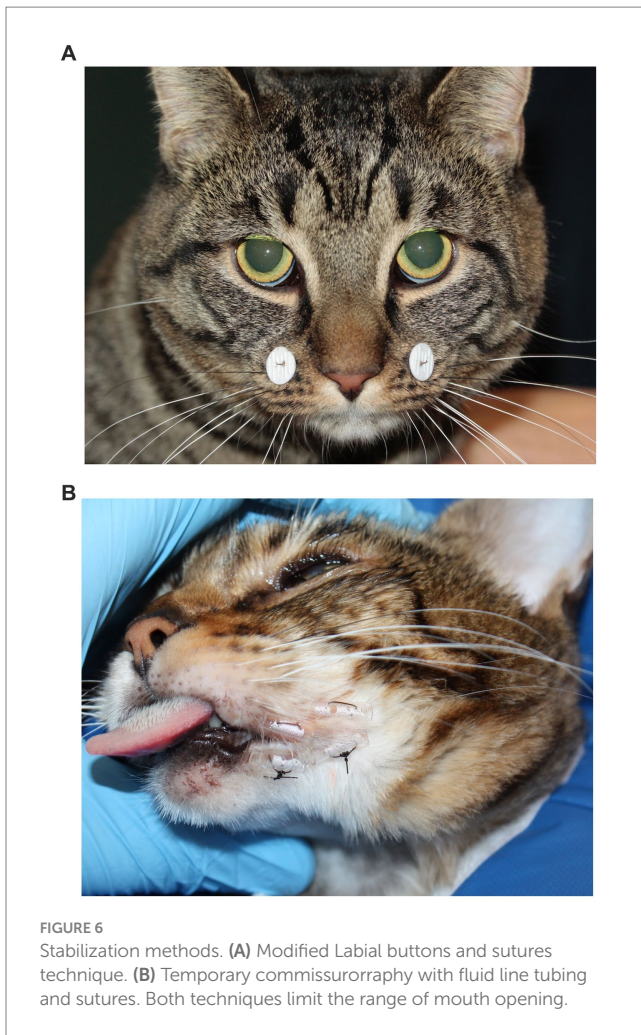 A
B
FIGURE 6
Stabilization methods. (A) Modified Labial buttons and sutures
technique. (B) Temporary commissurorraphy with fluid line tubing
and sutures. Both techniques limit the range of mouth opening.